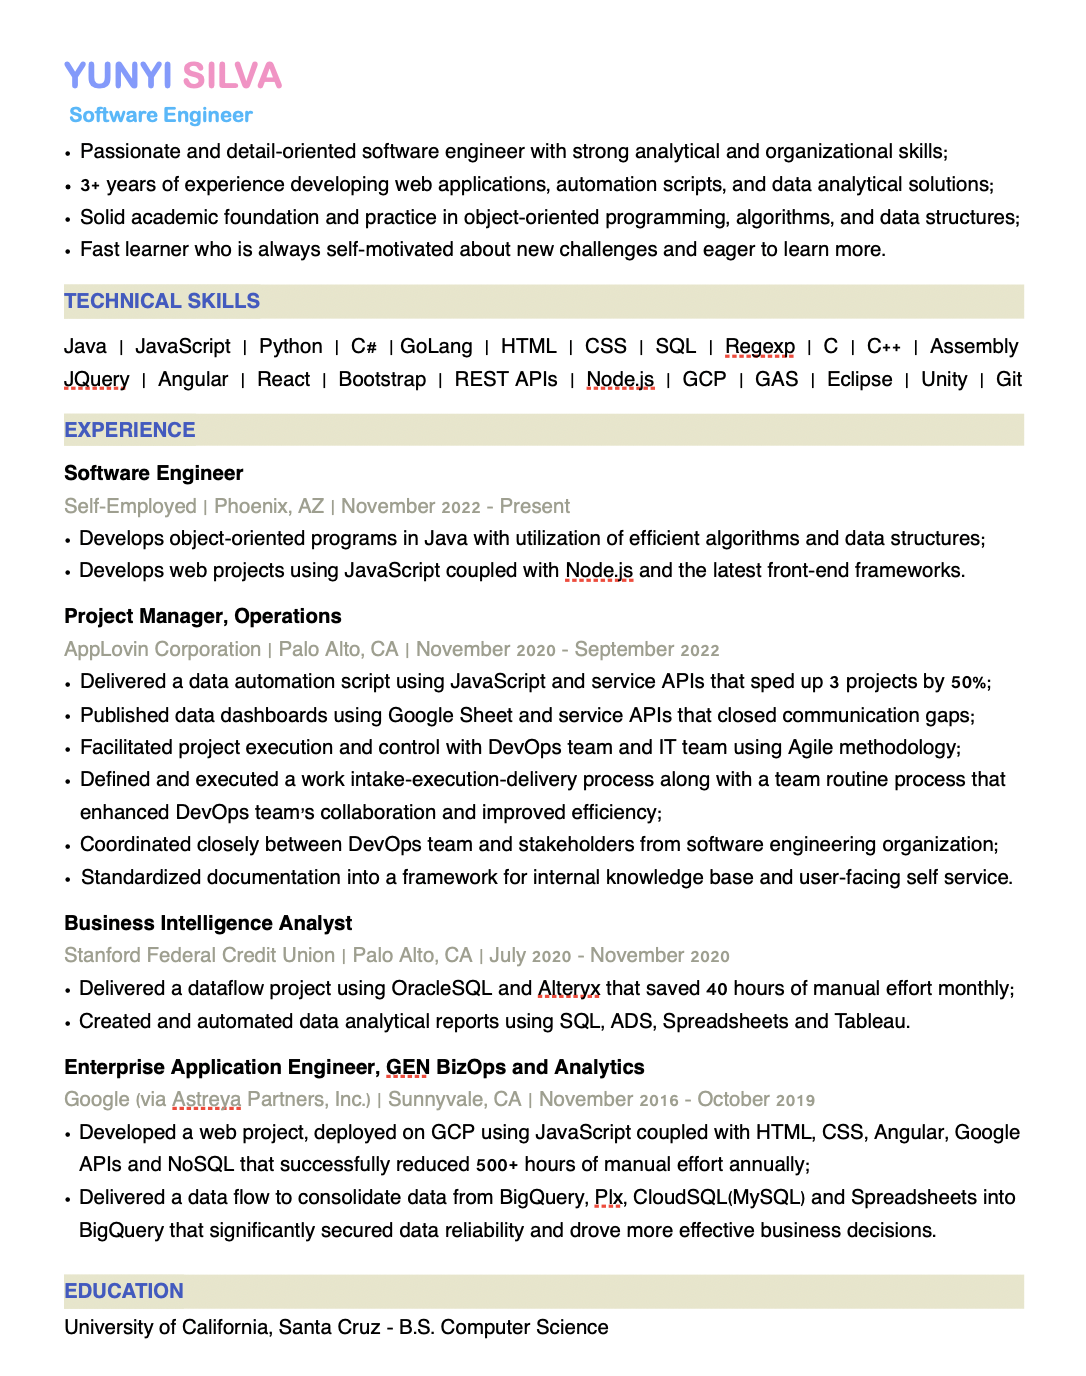 YUNYI SILVA
Software Engineer
• Passionate and detail-oriented software engineer with strong analytical and organizational skills;
• 3+ years of experience developing web applications, automation scripts, and data analytical solutions;
• Solid academic foundation and practice in object-oriented programming, algorithms, and data structures;
• Fast learner who is always self-motivated about new challenges and eager to learn more.
TECHNICAL SKILLS
Java | JavaScript | Python | C# | GoLang | HTML | CSS | SQL | Regexp | C | C++ | Assembly
JQuery | Angular | React | Bootstrap | REST APIs | Node.js | GCP | GAS | Eclipse | Unity | Git
EXPERIENCE
Software Engineer
Self-Employed | Phoenix, AZ | November 2022 - Present
• Develops object-oriented programs in Java with utilization of efficient algorithms and data structures;
• Develops web projects using JavaScript coupled with Node.js and the latest front-end frameworks.
Project Manager, Operations
AppLovin Corporation | Palo Alto, CA | November 2020 - September 2022
• Delivered a data automation script using JavaScript and service APIs that sped up 3 projects by 50%;
• Published data dashboards using Google Sheet and service APIs that closed communication gaps;
• Facilitated project execution and control with DevOps team and IT team using Agile methodology;
• Defined and executed a work intake-execution-delivery process along with a team routine process that
enhanced DevOps team's collaboration and improved efficiency;
• Coordinated closely between DevOps team and stakeholders from software engineering organization;
• Standardized documentation into a framework for internal knowledge base and user-facing self service.
Business Intelligence Analyst
Stanford Federal Credit Union | Palo Alto, CA | July 2020 - November 2020
• Delivered a dataflow project using OracleSQL and Alteryx that saved 40 hours of manual effort monthly;
• Created and automated data analytical reports using SQL, ADS, Spreadsheets and Tableau.
Enterprise Application Engineer, GEN BizOps and Analytics
Google (via Astreya Partners, Inc.) | Sunnyvale, CA | November 2016 - October 2019
• Developed a web project, deployed on GCP using JavaScript coupled with HTML, CSS, Angular, Google
APIs and NoSQL that successfully reduced 500+ hours of manual effort annually;
• Delivered a data flow to consolidate data from BigQuery, Plx, CloudSQL(MySQL) and Spreadsheets into
BigQuery that significantly secured data reliability and drove more effective business decisions.
EDUCATION
University of California, Santa Cruz - B.S. Computer Science